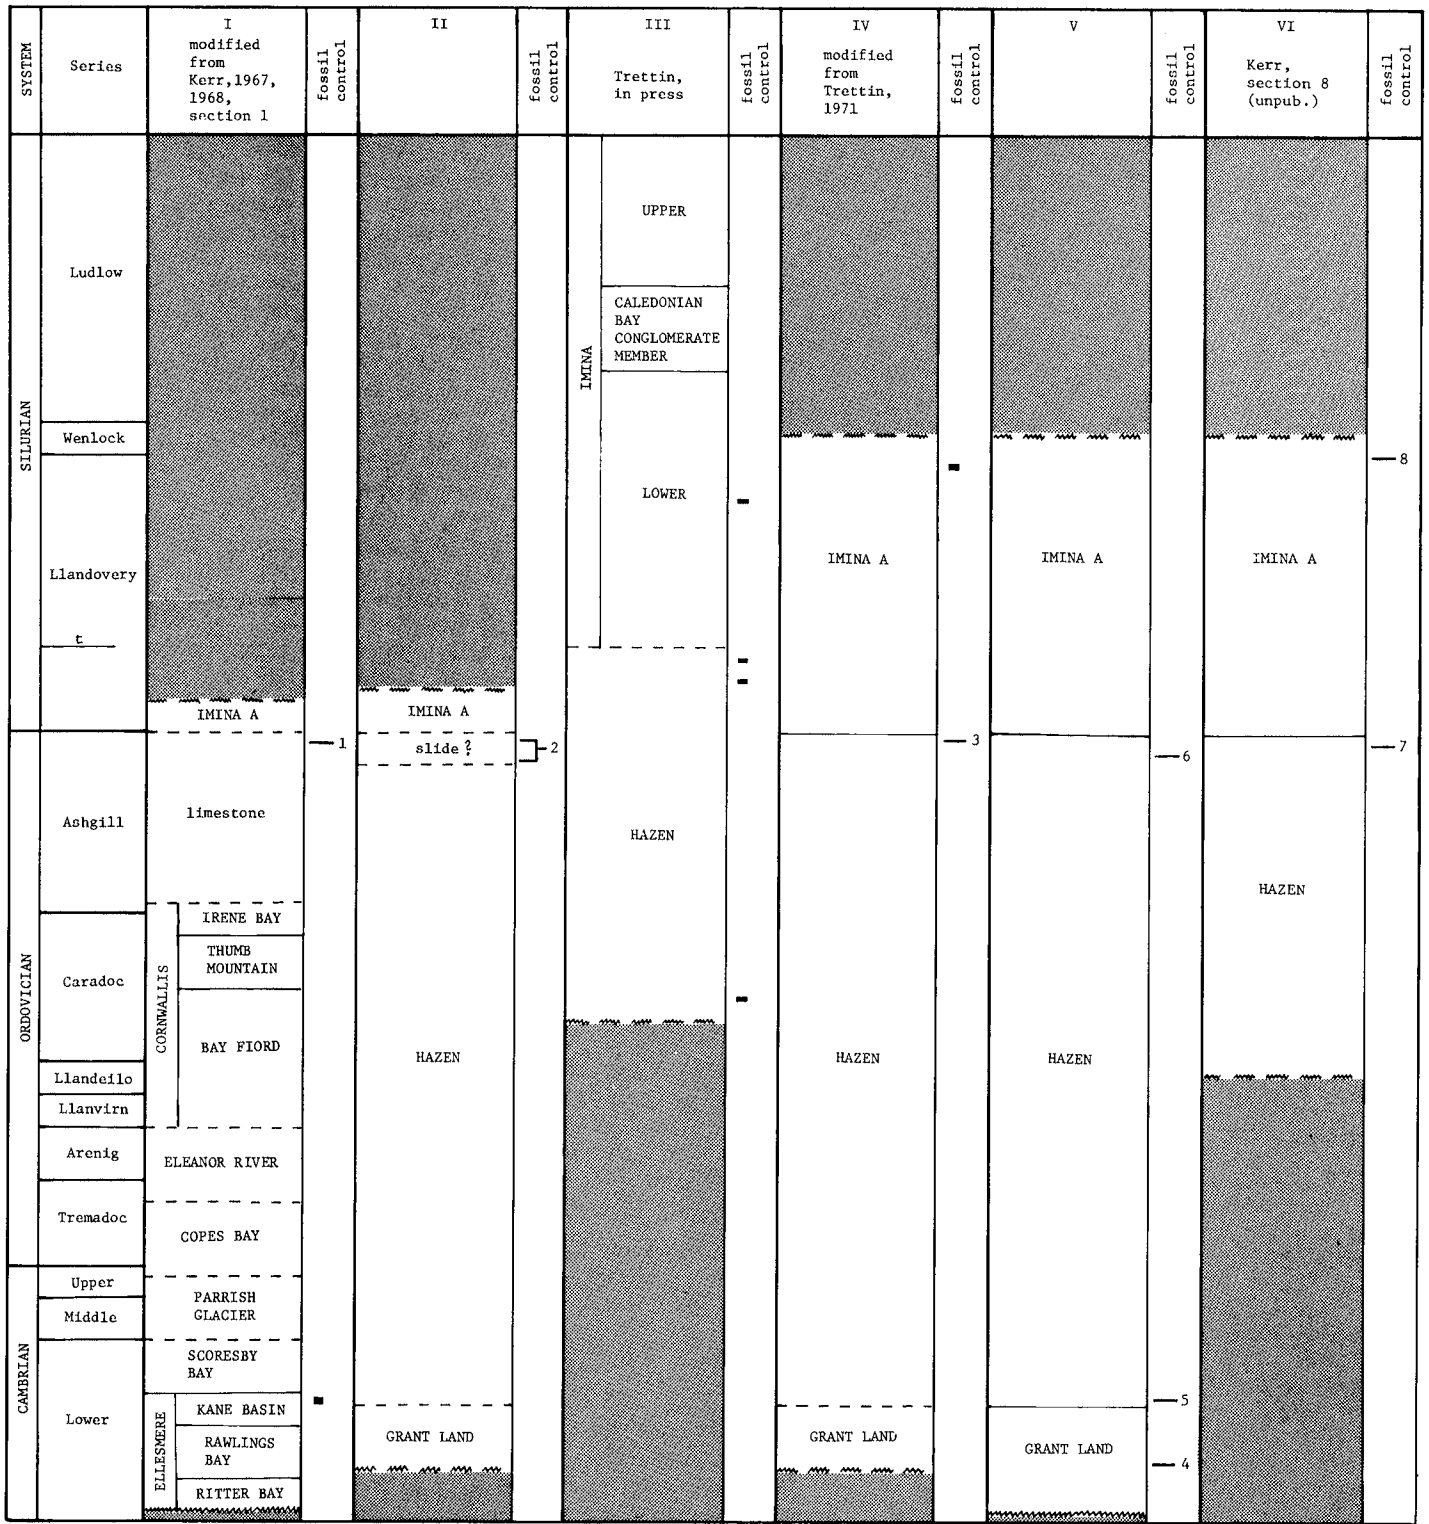 SYSTEM
Series
I
modified
from
Kerr,1967,
1968,
section 1
fossil
control
II
fossil
control
III
Trettin,
in press
fossil
control
IV
modified
from
Trettin,
1971
fossil
control
V
fossil
control
VI
Kerr,
section 8
(unpub.)
fossil
control
SILURIAN
Ludlow
Wenlock
Llandovery
t
ORDOVICIAN
Ashgill
Caradoc
Llandeilo
Llanvirn
Arenig
Tremadoc
CAMBRIAN
Upper
Middle
Lower
IMINA A
limestone
CORNWALLIS
IRENE BAY
THUMB
MOUNTAIN
BAY FIORD
ELEANOR RIVER
COPES BAY
PARRISH
GLACIER
SCORESBY
BAY
ELLESMERE
KANE BASIN
RAWLINGS
BAY
RITTER BAY
1
IMINA A
slide ?
HAZEN
GRANT LAND
2
IMINA
UPPER
CALEDONIAN
BAY
CONGLOMERATE
MEMBER
LOWER
HAZEN
IMINA A
HAZEN
GRANT LAND
3
IMINA A
HAZEN
GRANT LAND
6
5
4
IMINA A
HAZEN
8
7